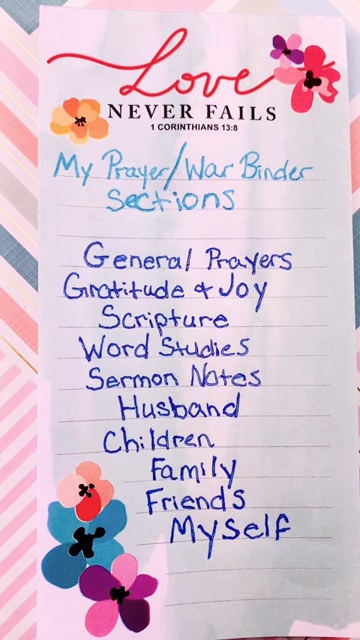 Love
NEVER FAILS
1 CORINTHIANS 13:8
My Prayer/War Binder
Sections
General Prayers
Gratitude & Joy
Scripture
Word Studies
Sermon Notes
Husband
Children
Family
Friends
Myself